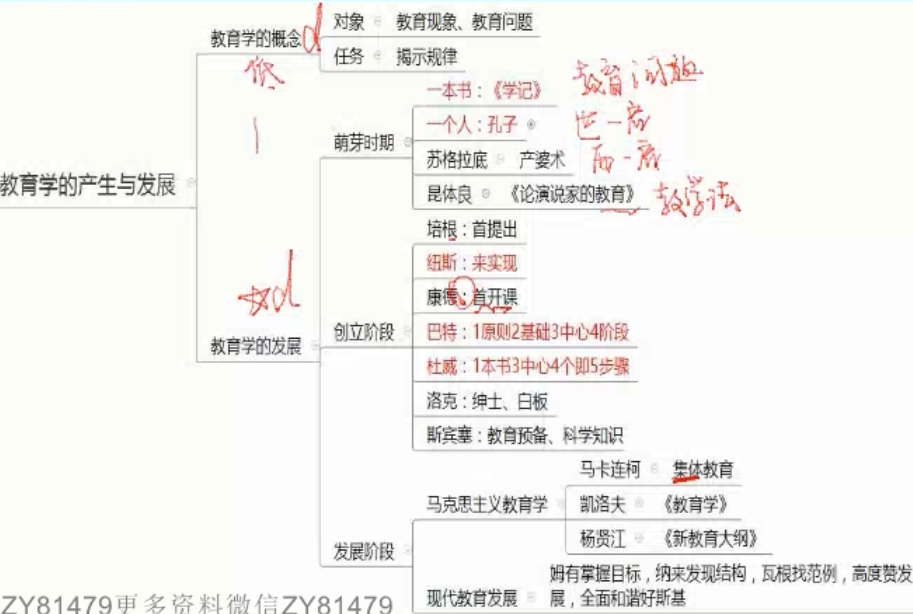 教育学的产生与发展
教育学的概念
对象 教育现象、教育问题
任务 揭示规律
低
教育学的发展
d
萌芽时期
一本书:《学记》
一个人:孔子
苏格拉底 产婆术
昆体良 《论演说家的教育》
世一席
教学法
创立阶段
培根:首提出
纽斯:来实现
康德:首开课
巴特:1原则2基础3中心4阶段
杜威:1本书3中心4个即5步骤
洛克:绅士、白板
斯宾塞:教育预备、科学知识
发展阶段
马克思主义教育学
马卡连柯 集体教育
凯洛夫 《教育学》
杨贤江 《新教育大纲》
现代教育发展
姆有掌握目标,纳来发现结构,瓦根找范例,高度赞发
展,全面和谐好斯基
ZY81479更多资料微信ZY81479